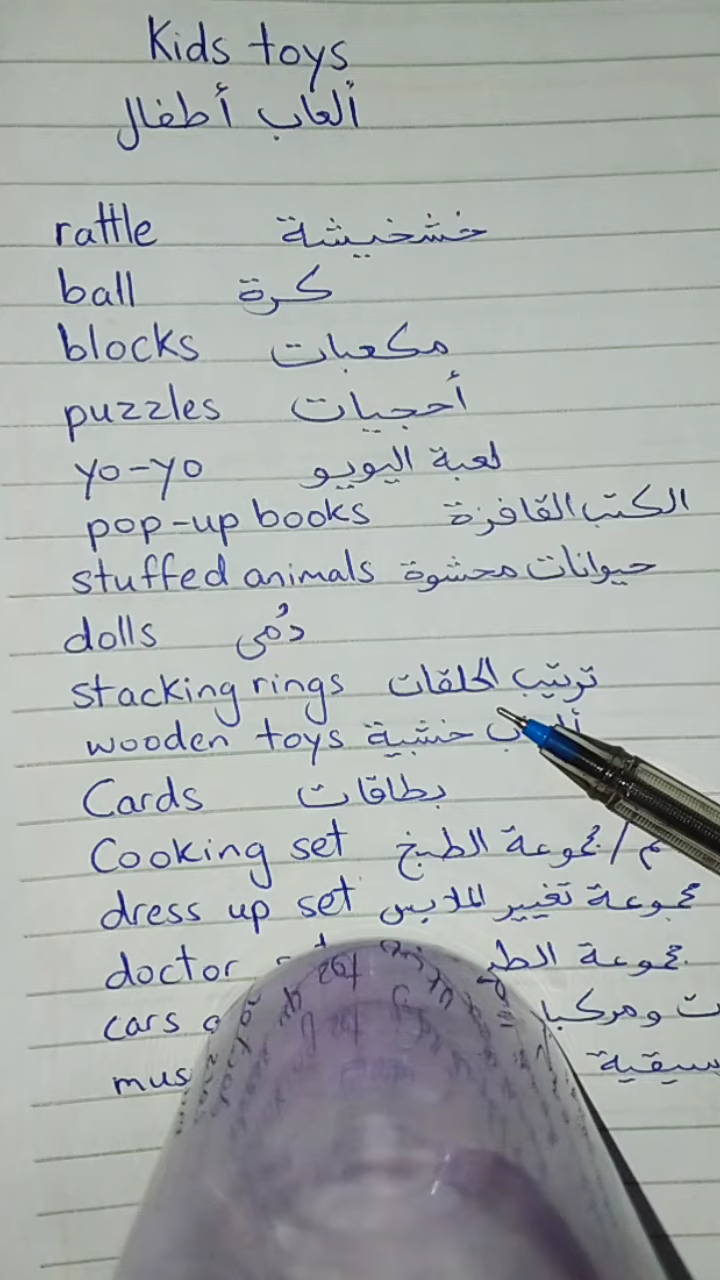 Kids toys
ألعاب أطفال
rattle خشخيشة
ball كرة
blocks مكعبات
puzzles أحجيات
yo-yo لعبة اليويو
pop-up books الكتب القافزة
stuffed animals حيوانات محشوة
dolls دُمى
stacking rings ترتيب الحلقات
wooden toys خشبية
Cards بطاقات
Cooking set مجموعة الطبخ
dress up set مجموعة تغيير الملابس
doctor مجموعة
cars